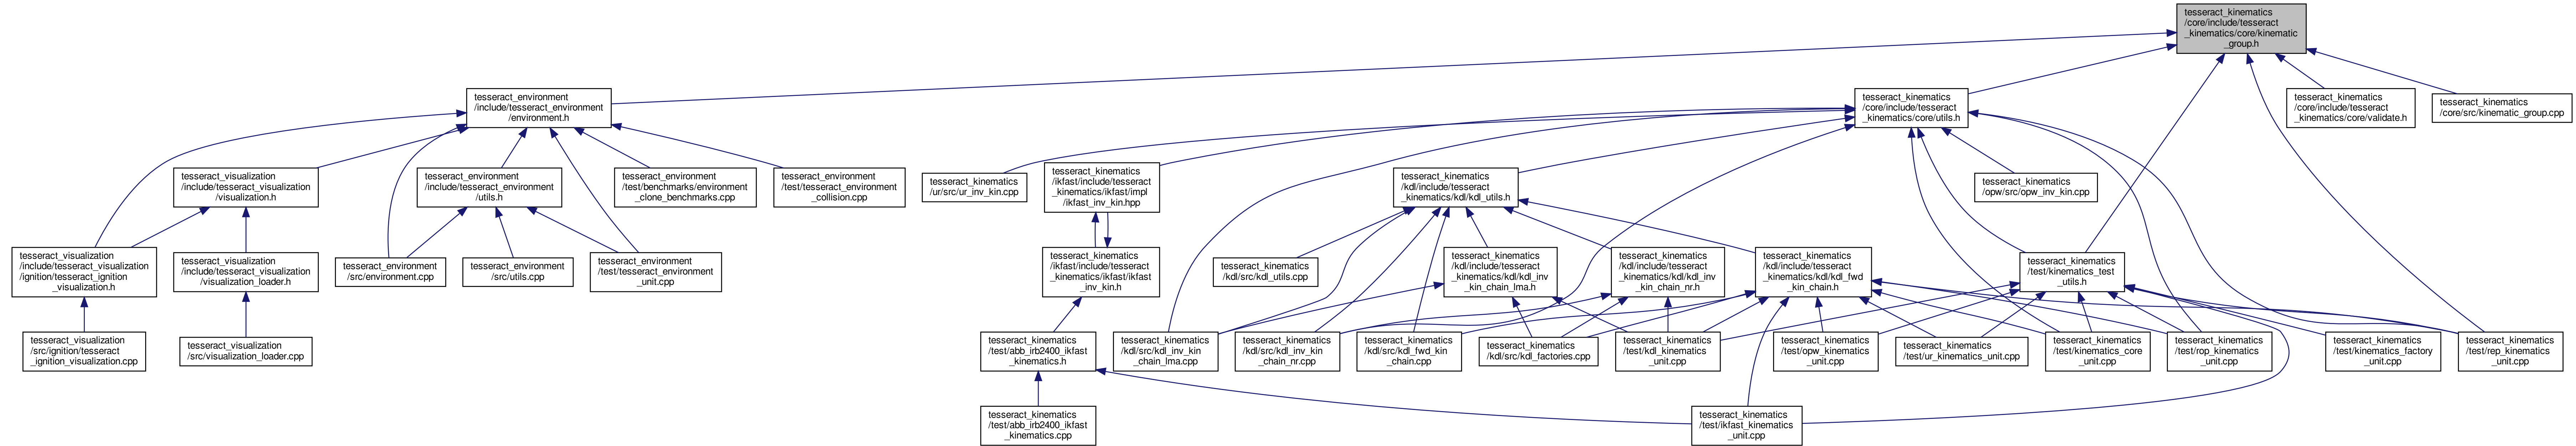 tesseract_kinematics
/core/include/tesseract
_kinematics/core/kinematic
_group.h
tesseract_environment
/include/tesseract_environment
/environment.h
tesseract_kinematics
/core/include/tesseract
_kinematics/core/utils.h
tesseract_kinematics
/core/include/tesseract
_kinematics/core/validate.h
tesseract_kinematics
/core/src/kinematic_group.cpp
tesseract_visualization
/include/tesseract_visualization
/visualization.h
tesseract_environment
/include/tesseract_environment
/utils.h
tesseract_environment
/test/benchmarks/environment
_clone_benchmarks.cpp
tesseract_environment
/test/tesseract_environment
_collision.cpp
tesseract_kinematics
/ur/src/ur_inv_kin.cpp
tesseract_kinematics
/ikfast/include/tesseract
_kinematics/ikfast/impl
/ikfast_inv_kin.hpp
tesseract_kinematics
/kdl/include/tesseract
_kinematics/kdl/kdl_utils.h
tesseract_kinematics
/opw/src/opw_inv_kin.cpp
tesseract_visualization
/include/tesseract_visualization
/ignition/tesseract_ignition
_visualization.h
tesseract_visualization
/include/tesseract_visualization
/visualization_loader.h
tesseract_environment
/src/environment.cpp
tesseract_environment
/src/utils.cpp
tesseract_environment
/test/tesseract_environment
_unit.cpp
tesseract_kinematics
/ikfast/include/tesseract
_kinematics/ikfast/ikfast
_inv_kin.h
tesseract_kinematics
/kdl/src/kdl_utils.cpp
tesseract_kinematics
/kdl/include/tesseract
_kinematics/kdl/kdl_inv
_kin_chain_lma.h
tesseract_kinematics
/kdl/include/tesseract
_kinematics/kdl/kdl_inv
_kin_chain_nr.h
tesseract_kinematics
/kdl/include/tesseract
_kinematics/kdl/kdl_fwd
_kin_chain.h
tesseract_kinematics
/test/kinematics_test
_utils.h
tesseract_visualization
/src/ignition/tesseract
_ignition_visualization.cpp
tesseract_visualization
/src/visualization_loader.cpp
tesseract_kinematics
/test/abb_irb2400_ikfast
_kinematics.h
tesseract_kinematics
/kdl/src/kdl_inv_kin
_chain_lma.cpp
tesseract_kinematics
/kdl/src/kdl_inv_kin
_chain_nr.cpp
tesseract_kinematics
/kdl/src/kdl_fwd_kin
_chain.cpp
tesseract_kinematics
/kdl/src/kdl_factories.cpp
tesseract_kinematics
/test/kdl_kinematics
_unit.cpp
tesseract_kinematics
/test/opw_kinematics
_unit.cpp
tesseract_kinematics
/test/ur_kinematics_unit.cpp
tesseract_kinematics
/test/kinematics_core
_unit.cpp
tesseract_kinematics
/test/rop_kinematics
_unit.cpp
tesseract_kinematics
/test/kinematics_factory
_unit.cpp
tesseract_kinematics
/test/rep_kinematics
_unit.cpp
tesseract_kinematics
/test/abb_irb2400_ikfast
_kinematics.cpp
tesseract_kinematics
/test/ikfast_kinematics
_unit.cpp